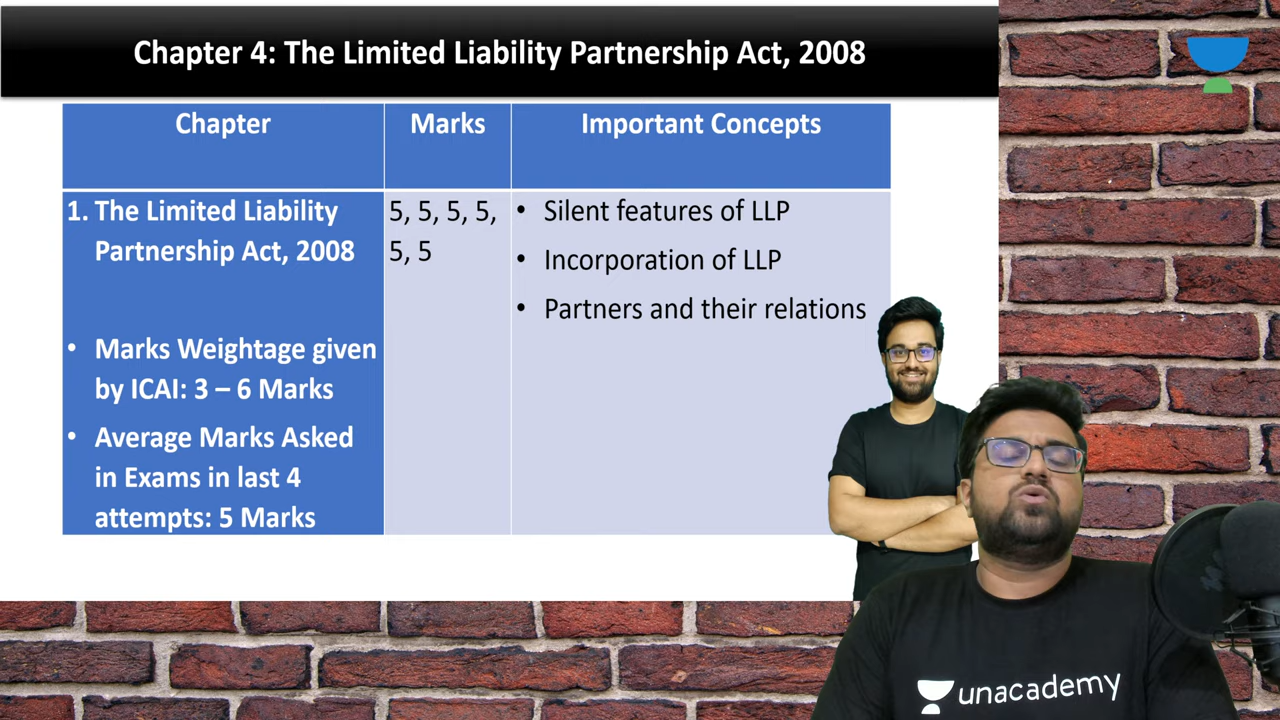 Chapter 4: The Limited Liability Partnership Act, 2008
Chapter
Marks
Important Concepts
1. The Limited Liability
Partnership Act, 2008
• Marks Weightage given
by ICAI: 3 – 6 Marks
• Average Marks Asked
in Exams in last 4
attempts: 5 Marks
5, 5, 5, 5,
5, 5
• Silent features of LLP
• Incorporation of LLP
• Partners and their relations
unacademy